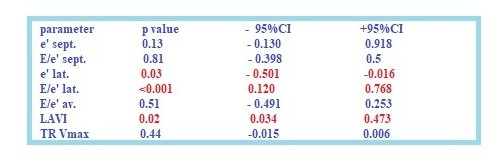 parameter p value - 95%CI +95%CI
e' sept. 0.13 - 0.130 0.918
E/e' sept. 0.81 - 0.398 0.5
e' lat. 0.03 - 0.501 -0.016
E/e' lat. <0.001 0.120 0.768
E/e' av. 0.51 - 0.491 0.253
LAVI 0.02 0.034 0.473
TR Vmax 0.44 -0.015 0.006